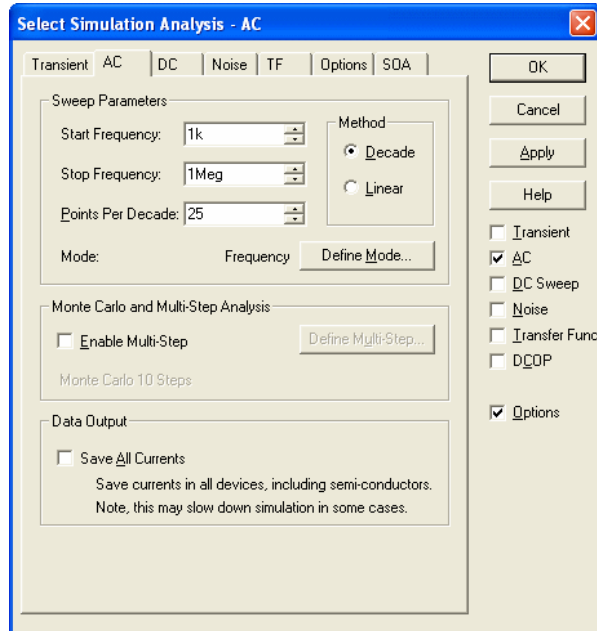 Select Simulation Analysis - AC
Transient AC DC Noise TF Options SOA
Sweep Parameters
Start Frequency: 1k
Stop Frequency: 1Meg
Points Per Decade: 25
Mode: Frequency Define Mode...
Method
Decade
Linear
Monte Carlo and Multi-Step Analysis
Enable Multi-Step Define Multi-Step...
Monte Carlo 10 Steps
Data Output
Save All Currents
Save currents in all devices, including semi-conductors.
Note, this may slow down simulation in some cases.
OK
Cancel
Apply
Help
Transient
AC
DC Sweep
Noise
Transfer Func
DCOP
Options